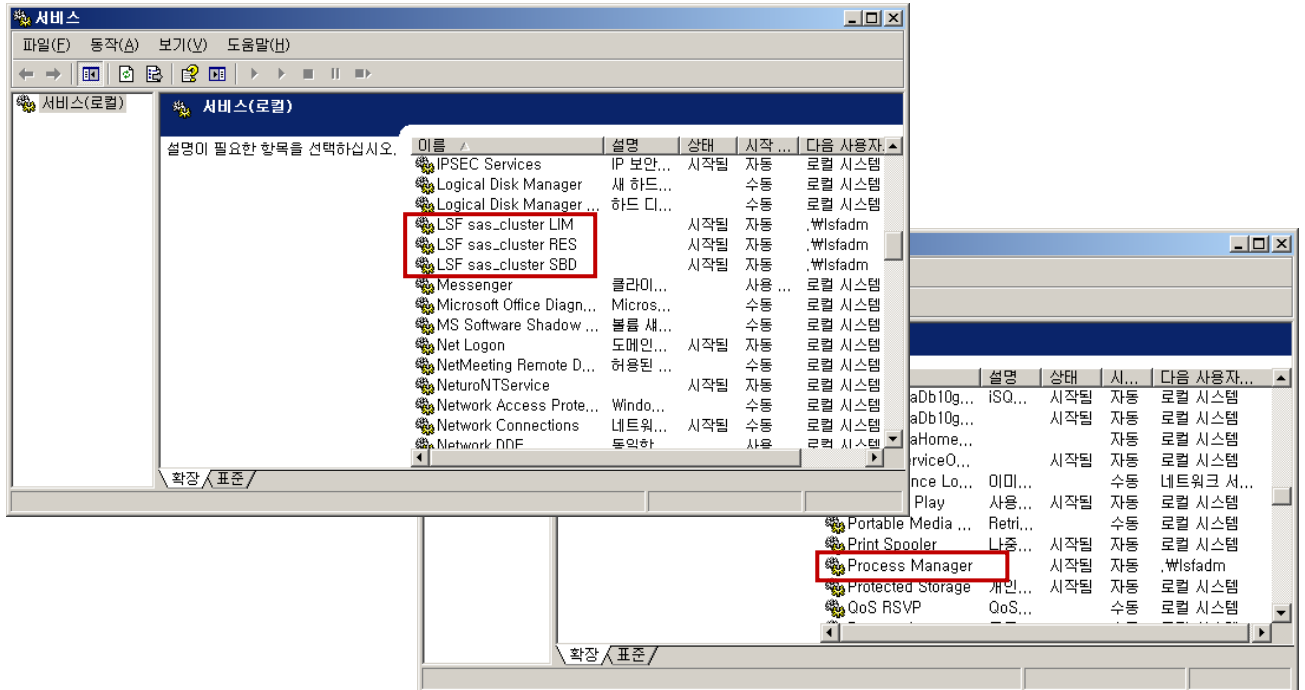 서비스
파일(F) 동작(A) 보기(V) 도움말(H)
서비스(로컬)
서비스(로컬)
설명이 필요한 항목을 선택하십시오.
이름 설명 상태 시작 ... 다음 사용자.
IPSEC Services IP 보안... 시작됨 자동 로컬 시스템
Logical Disk Manager 새 하드... 수동 로컬 시스템
Logical Disk Manager ... 하드 디... 수동 로컬 시스템
LSF sas_cluster LIM 시작됨 자동 .₩lsfadm
LSF sas_cluster RES 시작됨 자동 .₩lsfadm
LSF sas_cluster SBD 시작됨 자동 .₩lsfadm
Messenger 클라이... 사용 ... 로컬 시스템
Microsoft Office Diagn... Micros... 수동 로컬 시스템
MS Software Shadow ... 볼륨 섀... 수동 로컬 시스템
Net Logon 도메인... 시작됨 자동 로컬 시스템
NetMeeting Remote D... 허용된 ... 수동 로컬 시스템
NeturoNTService 시작됨 자동 로컬 시스템
Network Access Prote... Windo... 수동 로컬 시스템
Network Connections 네트워... 시작됨 수동 로컬 시스템
Network DDE 동일한 사용 로컬 시스템
확장 표준
설명 상태 시... 다음 사용자...
aDb10g... iSQ... 시작됨 자동 로컬 시스템
aDb10g... 시작됨 자동 로컬 시스템
aHome... 자동 로컬 시스템
rviceO... 시작됨 자동 로컬 시스템
nce Lo... 이미... 수동 네트워크 서...
Play 사용... 시작됨 자동 로컬 시스템
Portable Media ... Retri... 수동 로컬 시스템
Print Spooler 나중... 시작됨 자동 로컬 시스템
Process Manager 시작됨 자동 .₩lsfadm
Protected Storage 개인... 시작됨 자동 로컬 시스템
QoS RSVP QoS... 수동 로컬 시스템
확장 표준